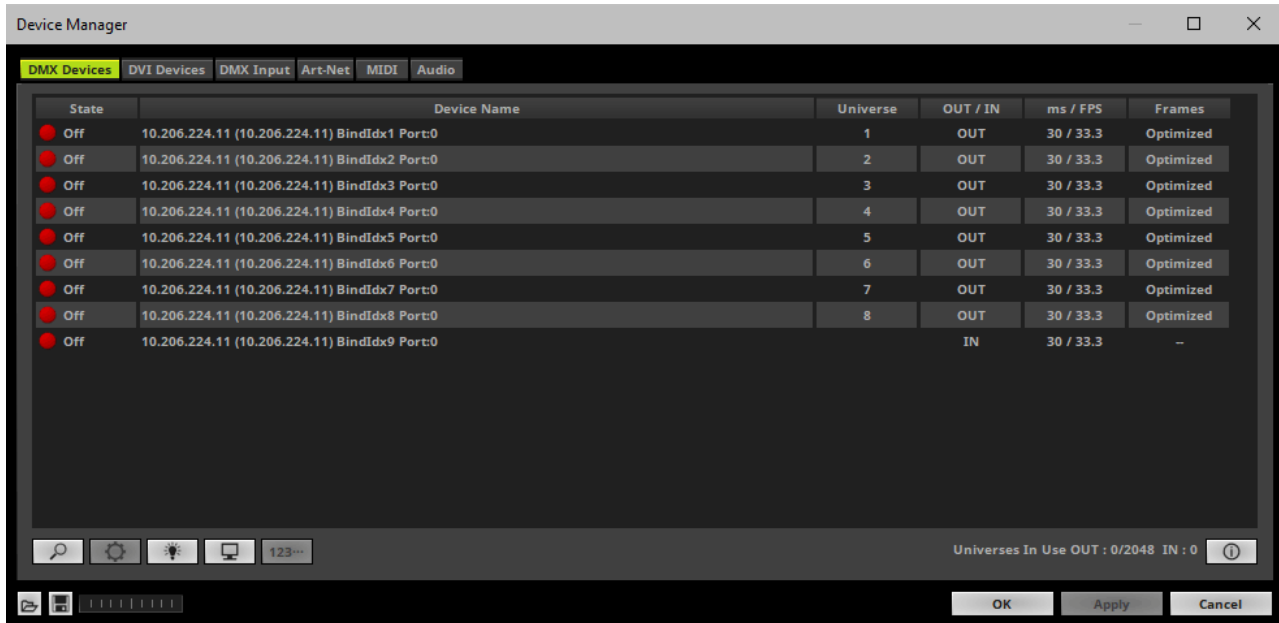 Device Manager
DMX Devices DVI Devices DMX Input Art-Net MIDI Audio
State Device Name Universe OUT / IN ms / FPS Frames
Off 10.206.224.11 (10.206.224.11) BindIdx1 Port:0 1 OUT 30 / 33.3 Optimized
Off 10.206.224.11 (10.206.224.11) BindIdx2 Port:0 2 OUT 30 / 33.3 Optimized
Off 10.206.224.11 (10.206.224.11) BindIdx3 Port:0 3 OUT 30 / 33.3 Optimized
Off 10.206.224.11 (10.206.224.11) BindIdx4 Port:0 4 OUT 30 / 33.3 Optimized
Off 10.206.224.11 (10.206.224.11) BindIdx5 Port:0 5 OUT 30 / 33.3 Optimized
Off 10.206.224.11 (10.206.224.11) BindIdx6 Port:0 6 OUT 30 / 33.3 Optimized
Off 10.206.224.11 (10.206.224.11) BindIdx7 Port:0 7 OUT 30 / 33.3 Optimized
Off 10.206.224.11 (10.206.224.11) BindIdx8 Port:0 8 OUT 30 / 33.3 Optimized
Off 10.206.224.11 (10.206.224.11) BindIdx9 Port:0 IN 30 / 33.3 --
123... Universes In Use OUT : 0/2048 IN : 0
OK Apply Cancel